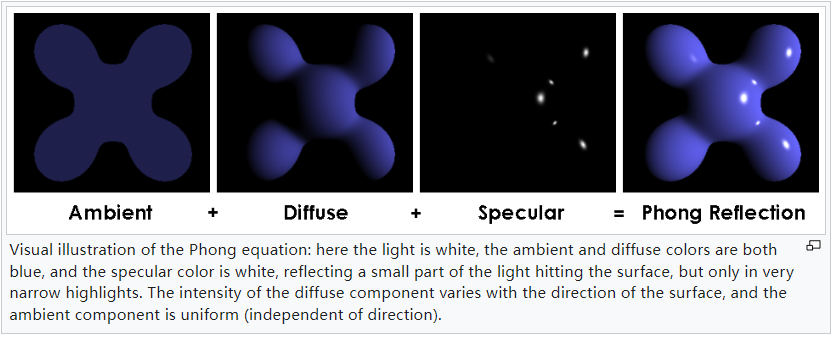 Ambient + Diffuse + Specular = Phong Reflection
Visual illustration of the Phong equation: here the light is white, the ambient and diffuse colors are both
blue, and the specular color is white, reflecting a small part of the light hitting the surface, but only in very
narrow highlights. The intensity of the diffuse component varies with the direction of the surface, and the
ambient component is uniform (independent of direction).